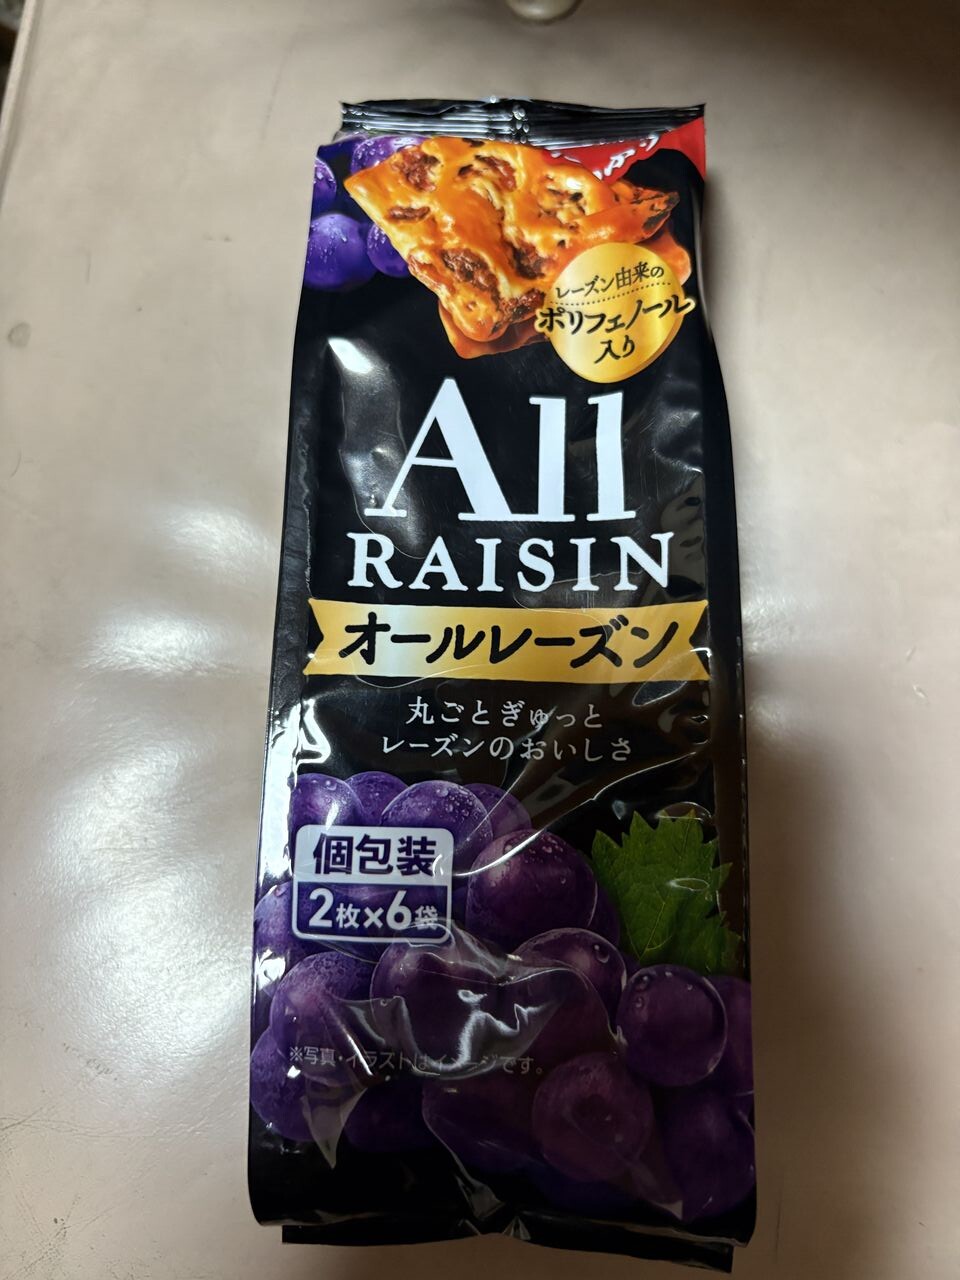 レーズン由来の
ポリフェノール
入り
All
RAISIN
オールレーズン
丸ごとぎゅっと
レーズンのおいしさ
個包装
2枚×6袋
※写真・イラストはイメージです。